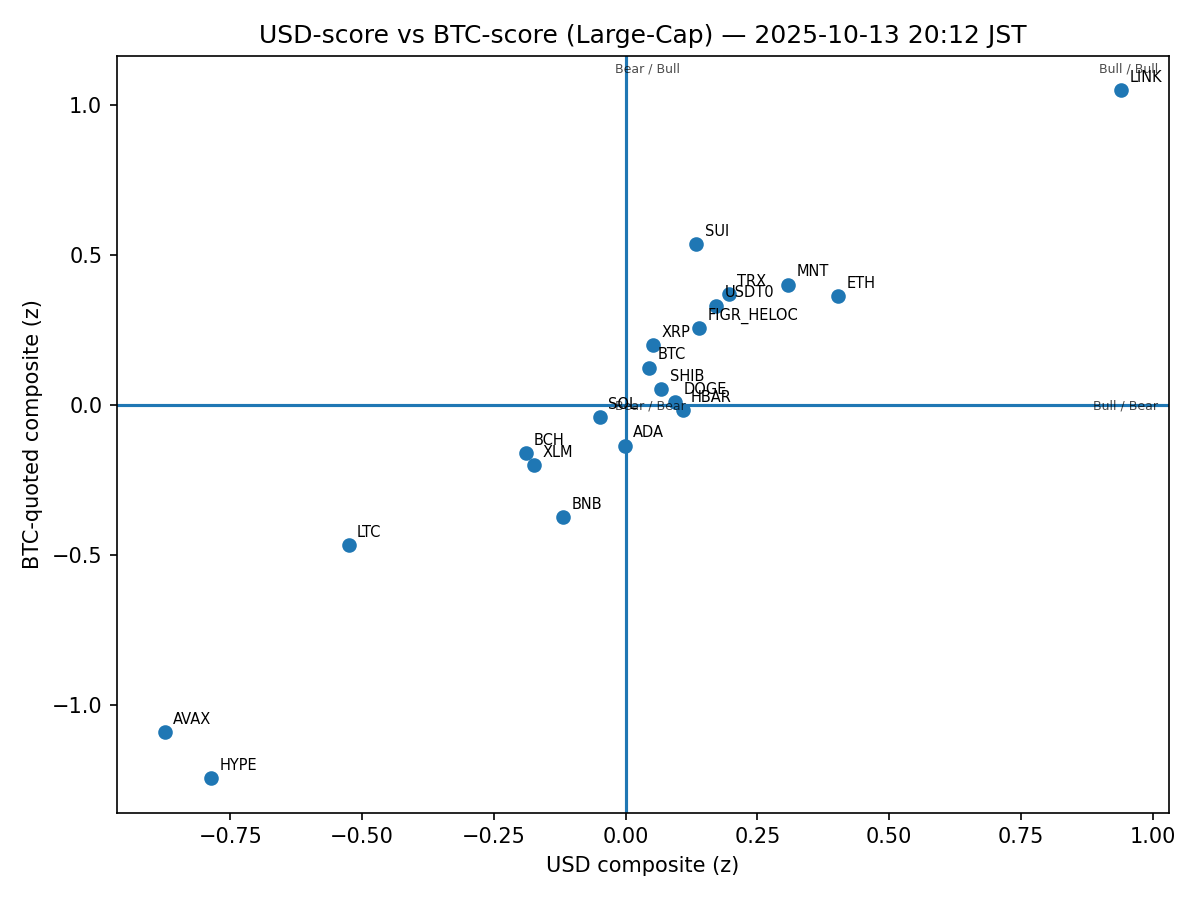 USD-score vs BTC-score (Large-Cap) — 2025-10-13 20:12 JST
Bear / Bull
Bull / Bull
LINK
1.0
SUI
0.5
MNT
TRX
ETH
USDT0
FIGR_HELOC
XRP
BTC
SHIB
DOGE
HBAR
SOL
Bear / Bear
Bull / Bear
0.0
ADA
BCH
XLM
BNB
LTC
−0.5
−1.0
AVAX
HYPE
BTC-quoted composite (z)
−0.75 −0.50 −0.25 0.00 0.25 0.50 0.75 1.00
USD composite (z)